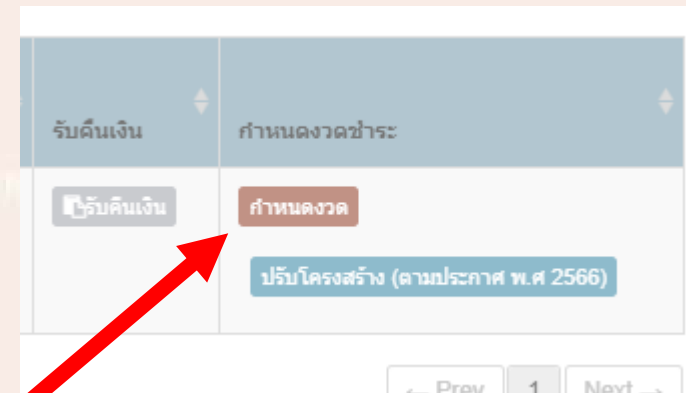 รับคืนเงิน กำหนดงวดชำระ
รับคืนเงิน กำหนดงวด
ปรับโครงสร้าง (ตามประกาศ พ.ศ 2566)
← Prev 1 Next →